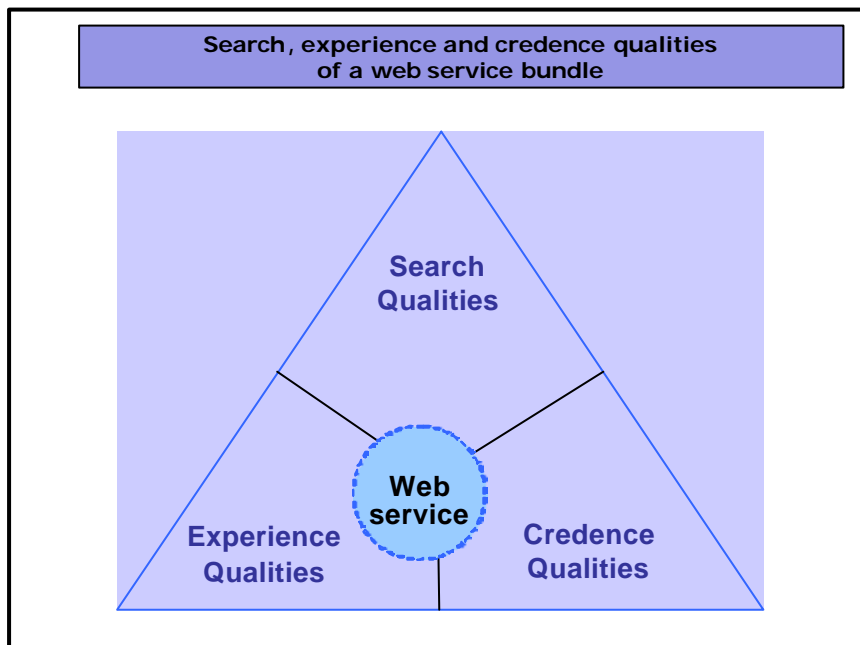 Search, experience and credence qualities
of a web service bundle
Search
Qualities
Web
service
Experience
Qualities
Credence
Qualities